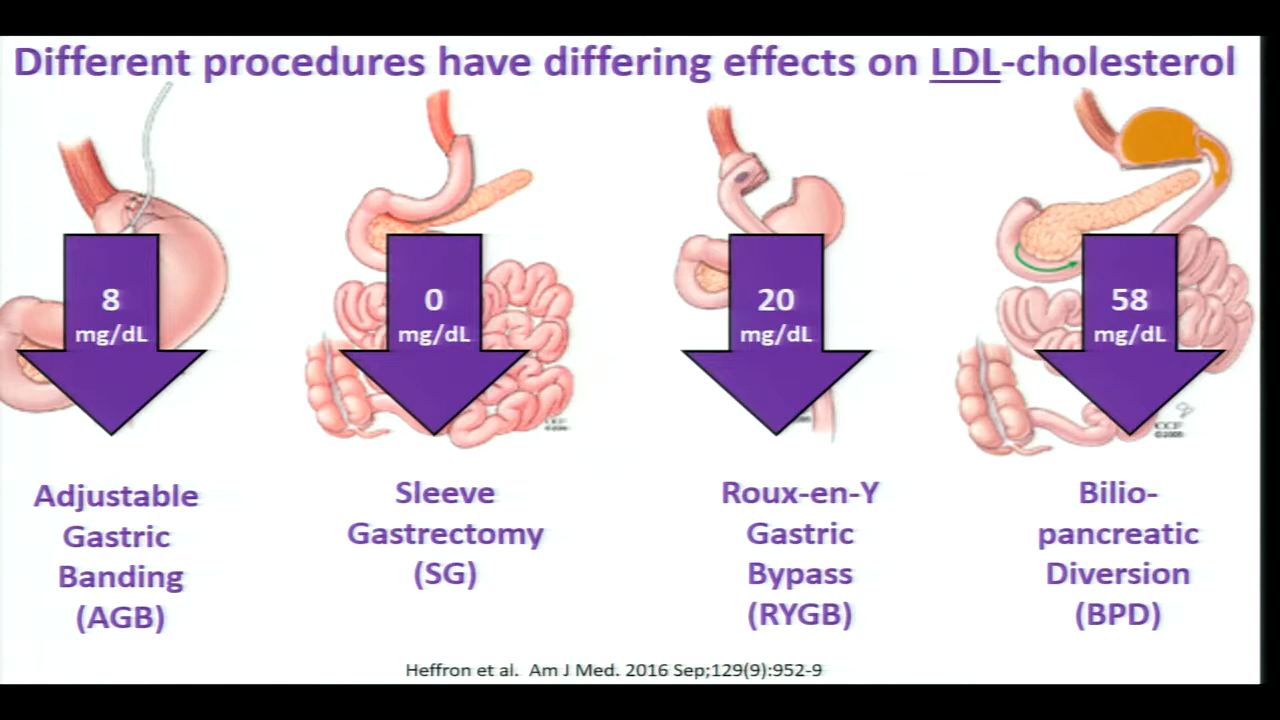 Different procedures have differing effects on LDL-cholesterol
8
mg/dL
0
mg/dL
20
mg/dL
58
mg/dL
Adjustable
Gastric
Banding
(AGB)
Sleeve
Gastrectomy
(SG)
Roux-en-Y
Gastric
Bypass
(RYGB)
Bilio-
pancreatic
Diversion
(BPD)
Heffron et al. Am J Med. 2016 Sep;129(9):952-9